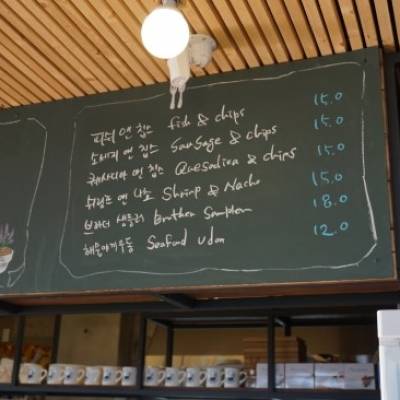 피쉬 앤 칩스 fish & chips 15.0
소세지 앤 칩스 Sausage & chips 15.0
퀘사디아 앤 칩스 Quesadina & chips 15.0
쉬림프 앤 나쵸 Shrimp & Nacho 15.0
브라더 샘플러 Brother Sampler 18.0
해물야끼우동 Seafund udon 12.0